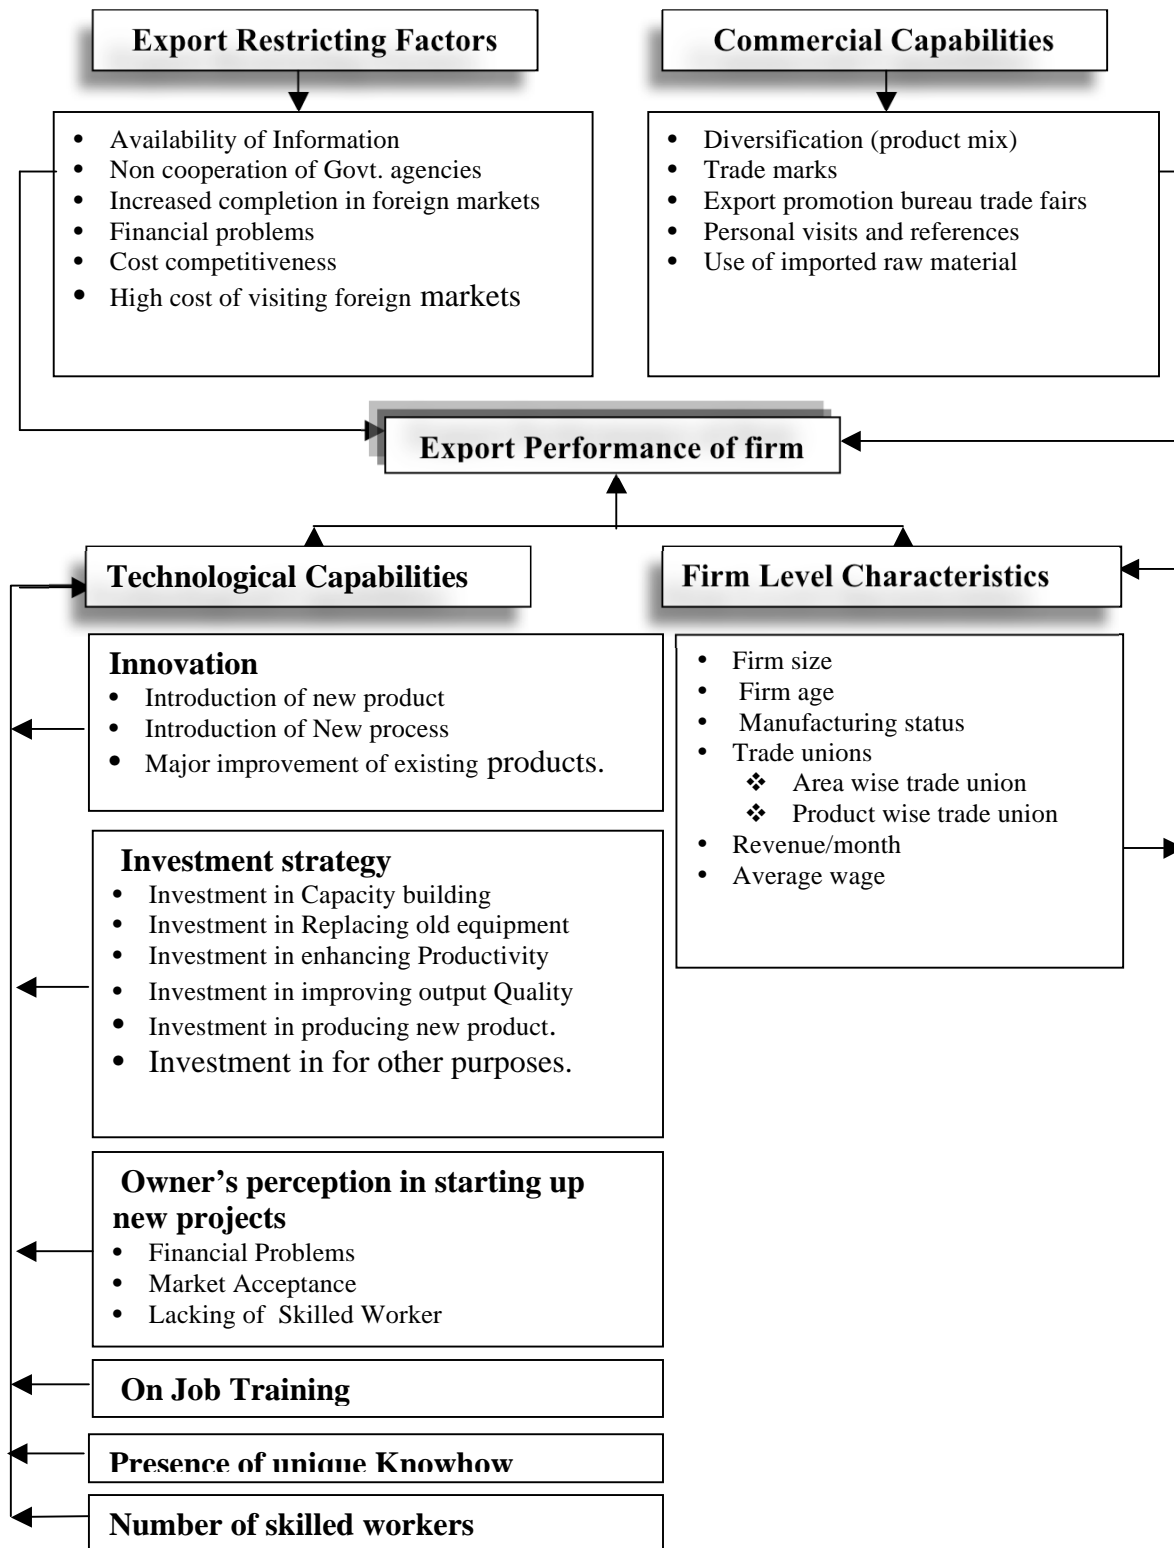 Export Restricting Factors
• Availability of Information
• Non cooperation of Govt. agencies
• Increased completion in foreign markets
• Financial problems
• Cost competitiveness
• High cost of visiting foreign markets
Commercial Capabilities
• Diversification (product mix)
• Trade marks
• Export promotion bureau trade fairs
• Personal visits and references
• Use of imported raw material
Export Performance of firm
Technological Capabilities
Innovation
• Introduction of new product
• Introduction of New process
• Major improvement of existing products.
Investment strategy
• Investment in Capacity building
• Investment in Replacing old equipment
• Investment in enhancing Productivity
• Investment in improving output Quality
• Investment in producing new product.
• Investment in for other purposes.
Owner’s perception in starting up
new projects
• Financial Problems
• Market Acceptance
• Lacking of Skilled Worker
On Job Training
Presence of unique Knowhow
Number of skilled workers
Firm Level Characteristics
• Firm size
• Firm age
• Manufacturing status
• Trade unions
❖ Area wise trade union
❖ Product wise trade union
• Revenue/month
• Average wage